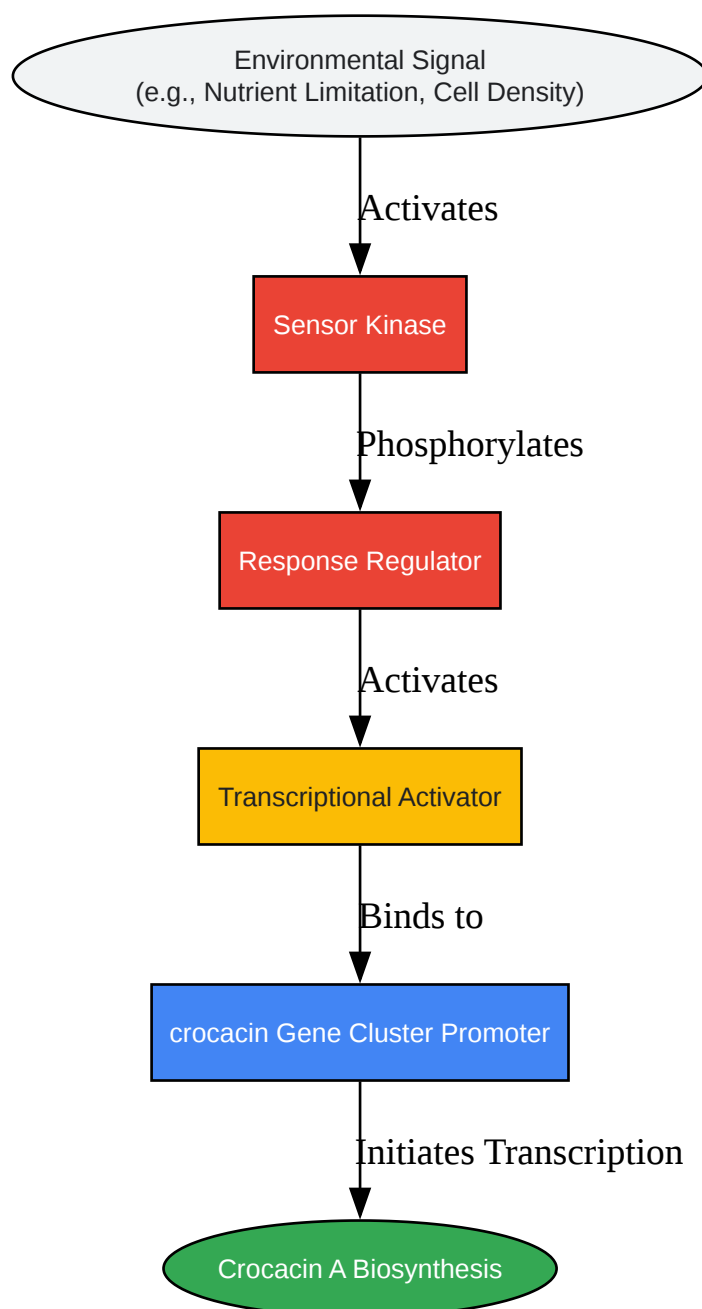 Environmental Signal
(e.g., Nutrient Limitation, Cell Density)
Activates
Sensor Kinase
Phosphorylates
Response Regulator
Activates
Transcriptional Activator
Binds to
crocacin Gene Cluster Promoter
Initiates Transcription
Crocacin A Biosynthesis